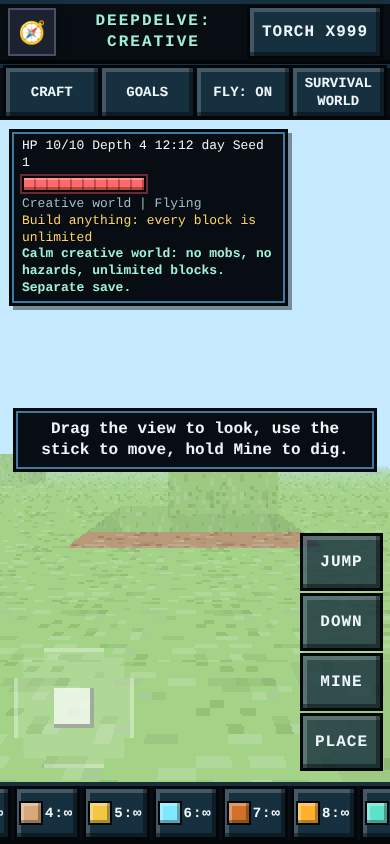 DEEPDELVE:
CREATIVE
TORCH X999
CRAFT
GOALS
FLY: ON
SURVIVAL
WORLD
HP 10/10 Depth 4 12:12 day Seed
1
Creative world | Flying
Build anything: every block is
unlimited
Calm creative world: no mobs, no
hazards, unlimited blocks.
Separate save.
Drag the view to look, use the
stick to move, hold Mine to dig.
JUMP
DOWN
MINE
PLACE
4:∞ 5:∞ 6:∞ 7:∞ 8:∞